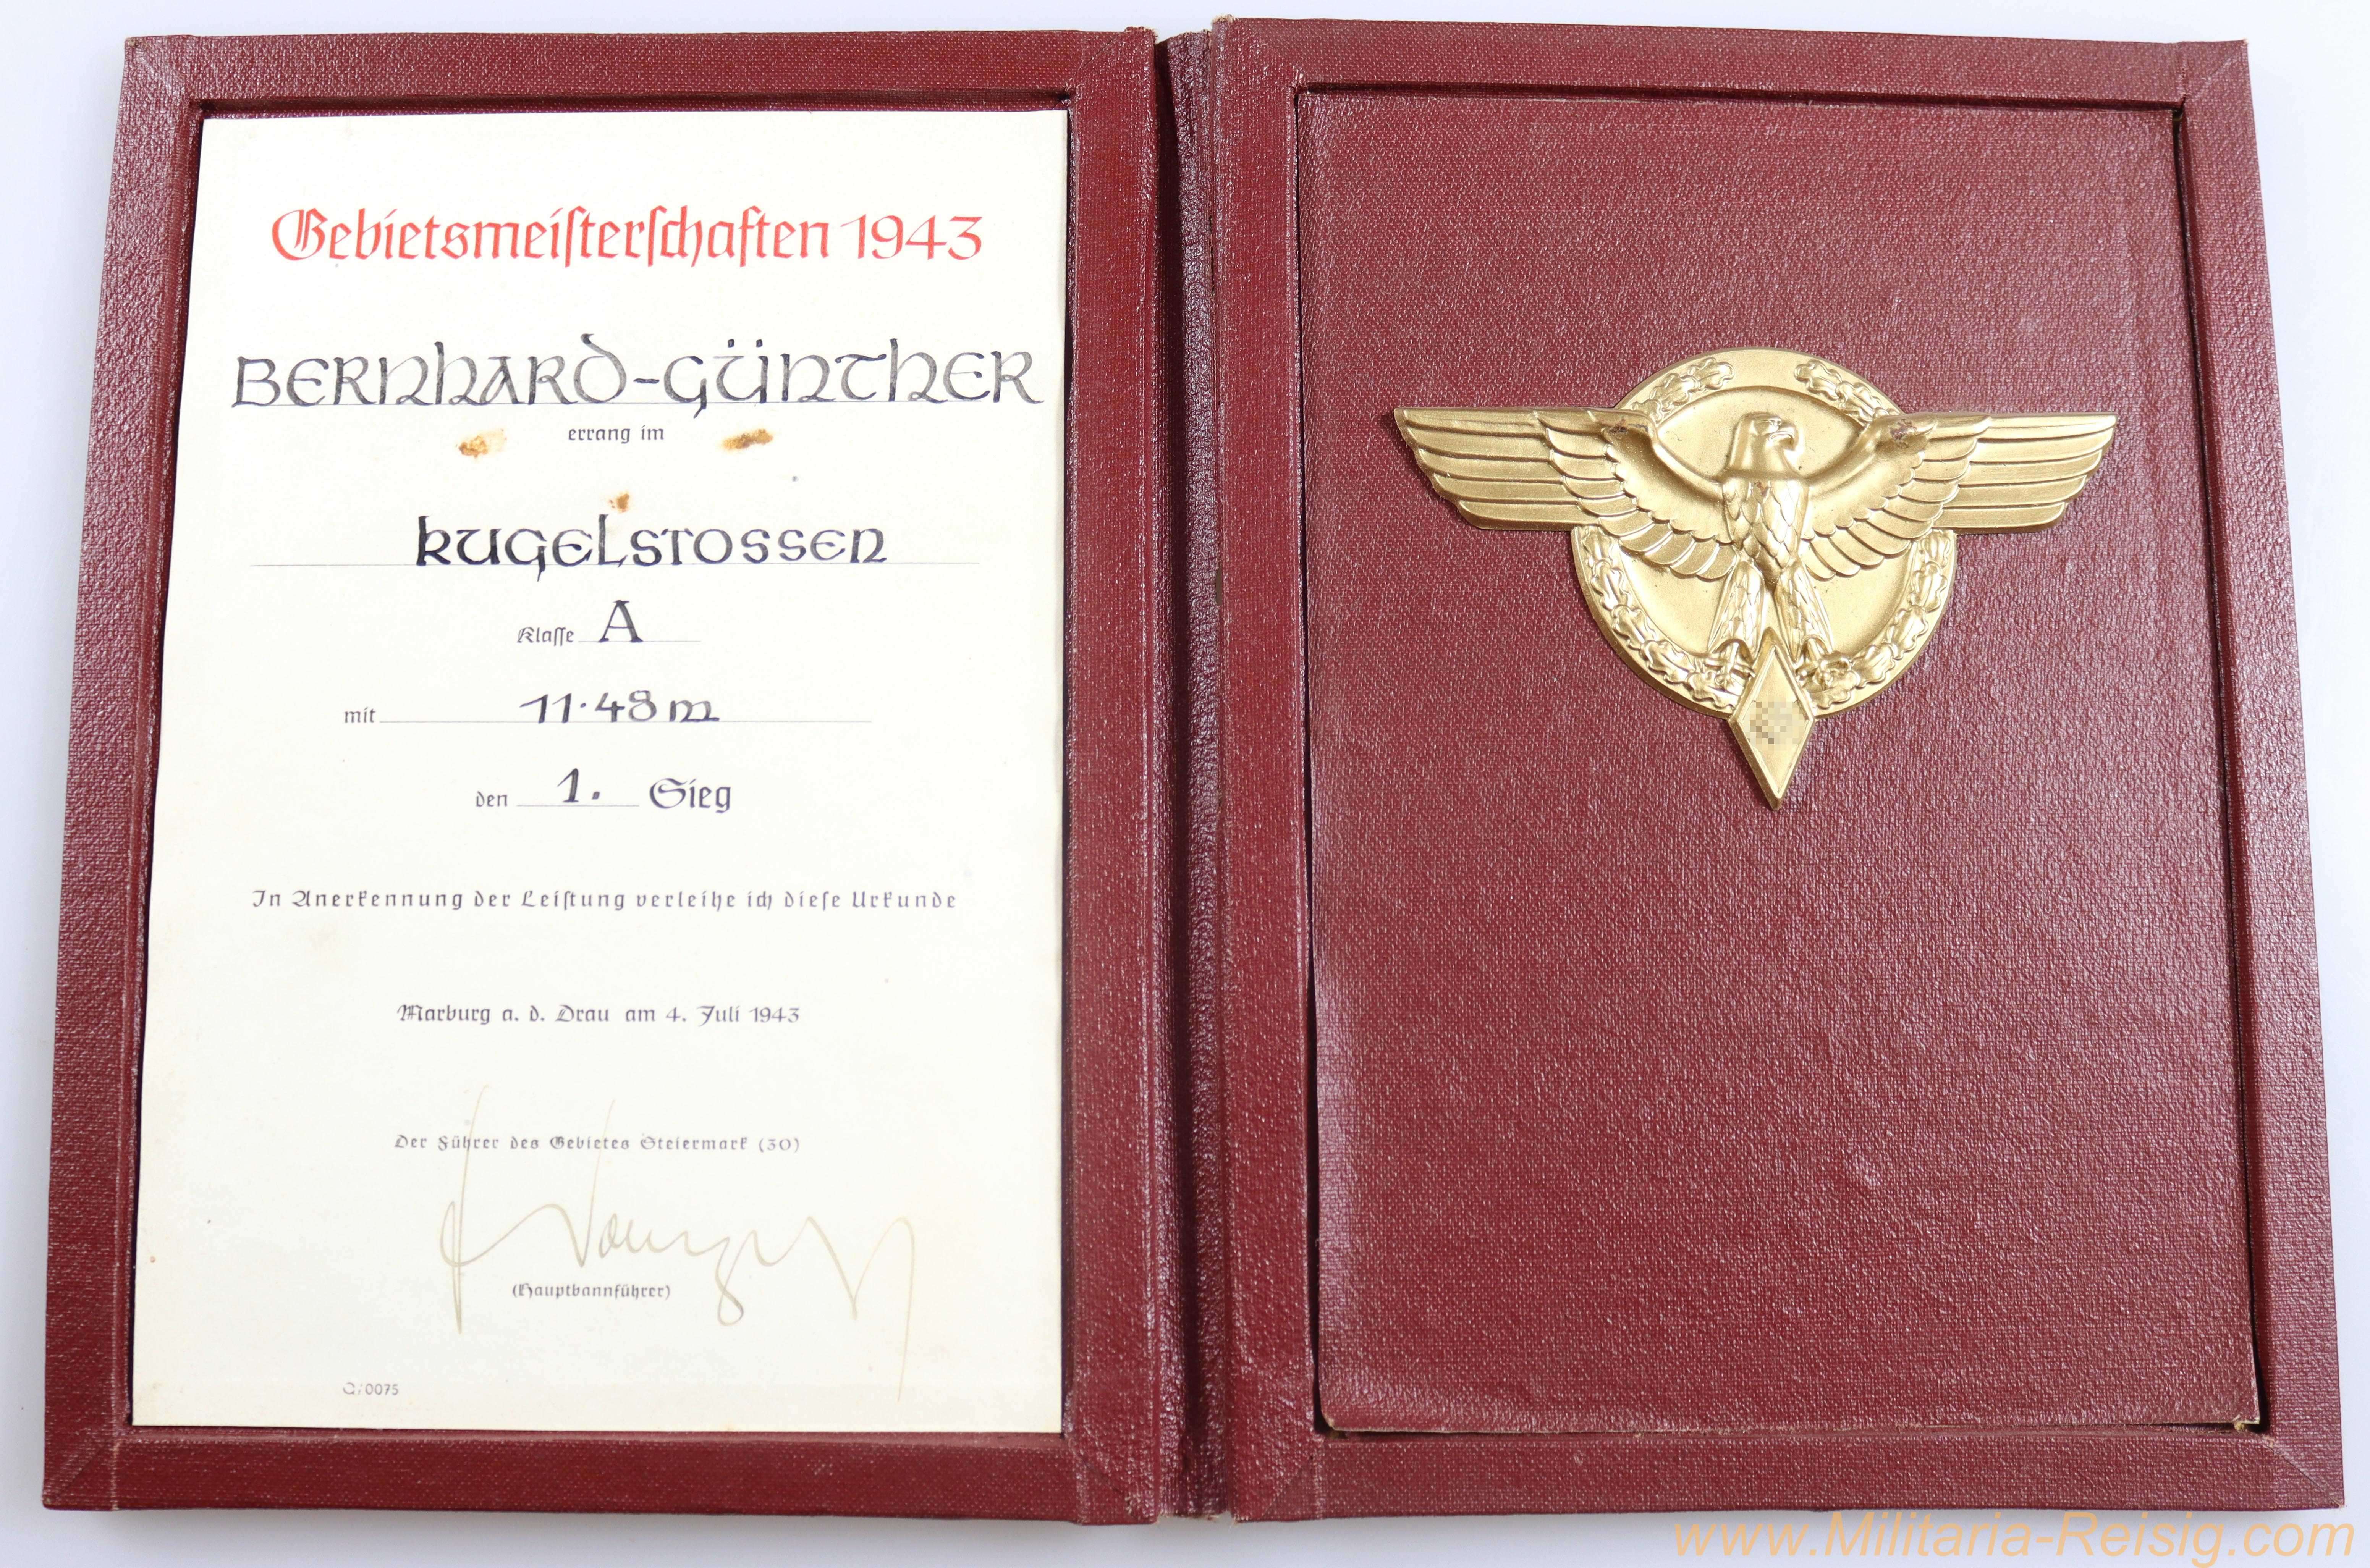 Gebietsmeiſterſchaften 1943
BERNHARD-GÜNTHER
errang im
KUGELSTOSSEN
Klaſſe A
mit 11·48 m
den 1. Sieg
In Anerkennung der Leiſtung verleihe ich dieſe Urkunde
Marburg a. d. Drau am 4. Juli 1943
Der Führer des Gebietes Steiermark (30)
(Hauptbannführer)
Q/0075
www.Militaria-Reisig.com